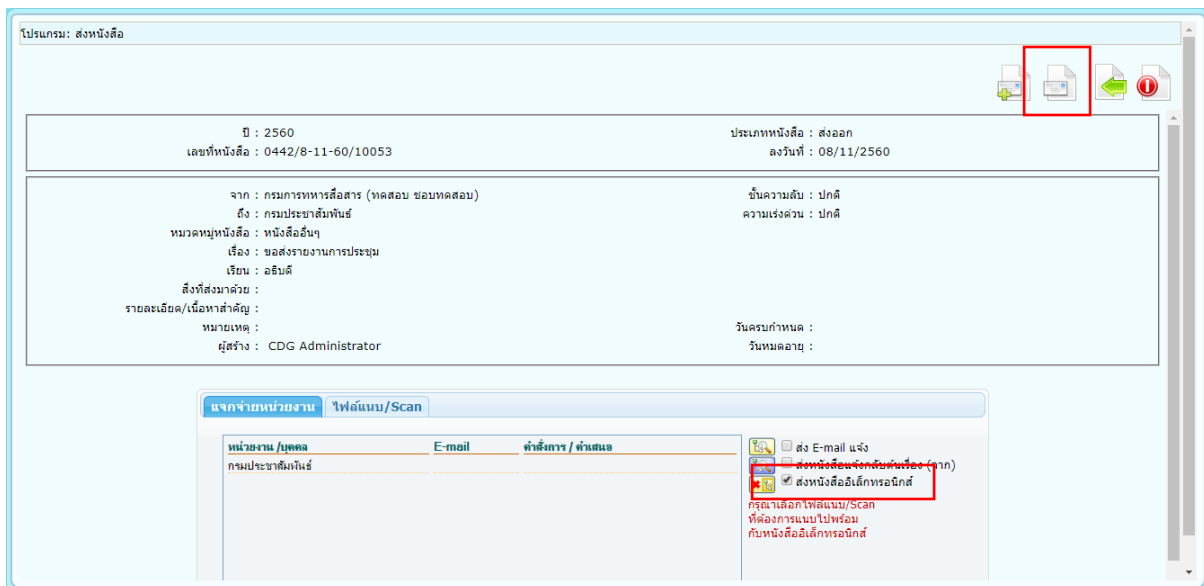 โปรแกรม: ส่งหนังสือ
ปี : 2560 ประเภทหนังสือ : ส่งออก
เลขที่หนังสือ : 0442/8-11-60/10053 ลงวันที่ : 08/11/2560
จาก : กรมการทหารสื่อสาร (ทดสอบ ชอบทดสอบ) ชั้นความลับ : ปกติ
ถึง : กรมประชาสัมพันธ์ ความเร่งด่วน : ปกติ
หมวดหมู่หนังสือ : หนังสืออื่นๆ
เรื่อง : ขอส่งรายงานการประชุม
เรียน : อธิบดี
สิ่งที่ส่งมาด้วย :
รายละเอียด/เนื้อหาสำคัญ :
หมายเหตุ : วันครบกำหนด :
ผู้สร้าง : CDG Administrator วันหมดอายุ :
แจกจ่ายหน่วยงาน ไฟล์แนบ/Scan
หน่วยงาน /บุคคล E-mail คำสั่งการ / คำเสนอ
กรมประชาสัมพันธ์
ส่ง E-mail แจ้ง
ส่งหนังสือแจ้งกลับต้นเรื่อง (จาก)
ส่งหนังสืออิเล็กทรอนิกส์
กรุณาเลือกไฟล์แนบ/Scan
ที่ต้องการแนบไปพร้อม
กับหนังสืออิเล็กทรอนิกส์